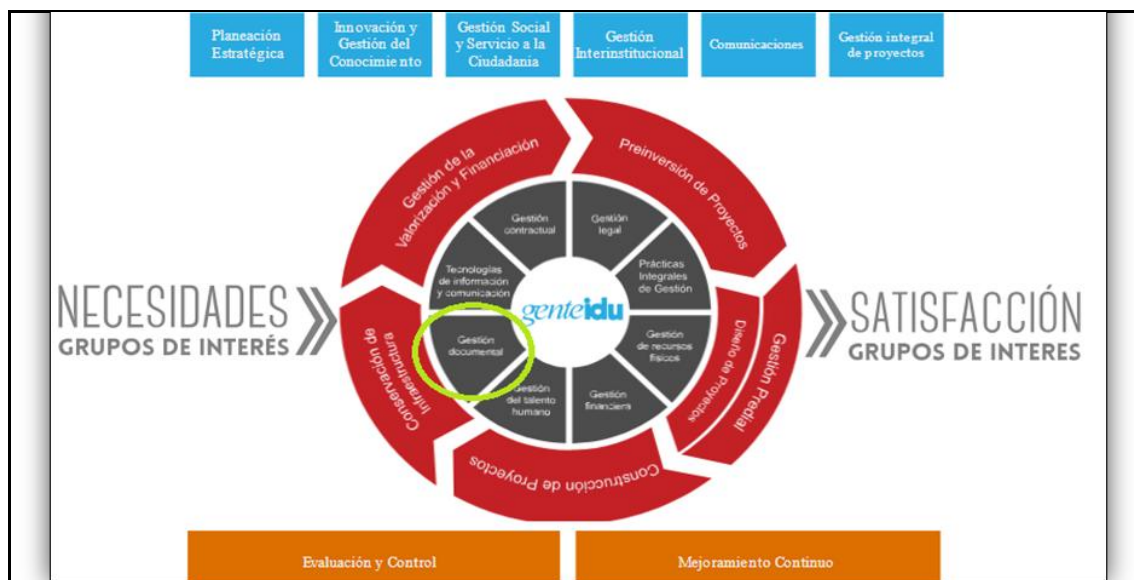 Planeación
Estratégica
Innovación y
Gestión del
Conocimiento
Gestión Social
y Servicio a la
Ciudadania
Gestión
Interinstitucional
Comunicaciones
Gestión integral
de proyectos
Gestión de la
Valorización y Financiación
Preinversión de Proyectos
Gestión
contractual
Gestión
legal
Tecnologías
de información
y comunicación
Prácticas
Integrales
de Gestión
NECESIDADES
GRUPOS DE INTERÉS
genteidu
SATISFACCIÓN
GRUPOS DE INTERES
Gestión
documental
Gestión
de recursos
físicos
Gestión
del talento
humano
Gestión
financiera
Conservación de
Infraestructura
Diseño de Proyectos
Gestión Predial
Construcción de Proyectos
Evaluación y Control
Mejoramiento Continuo